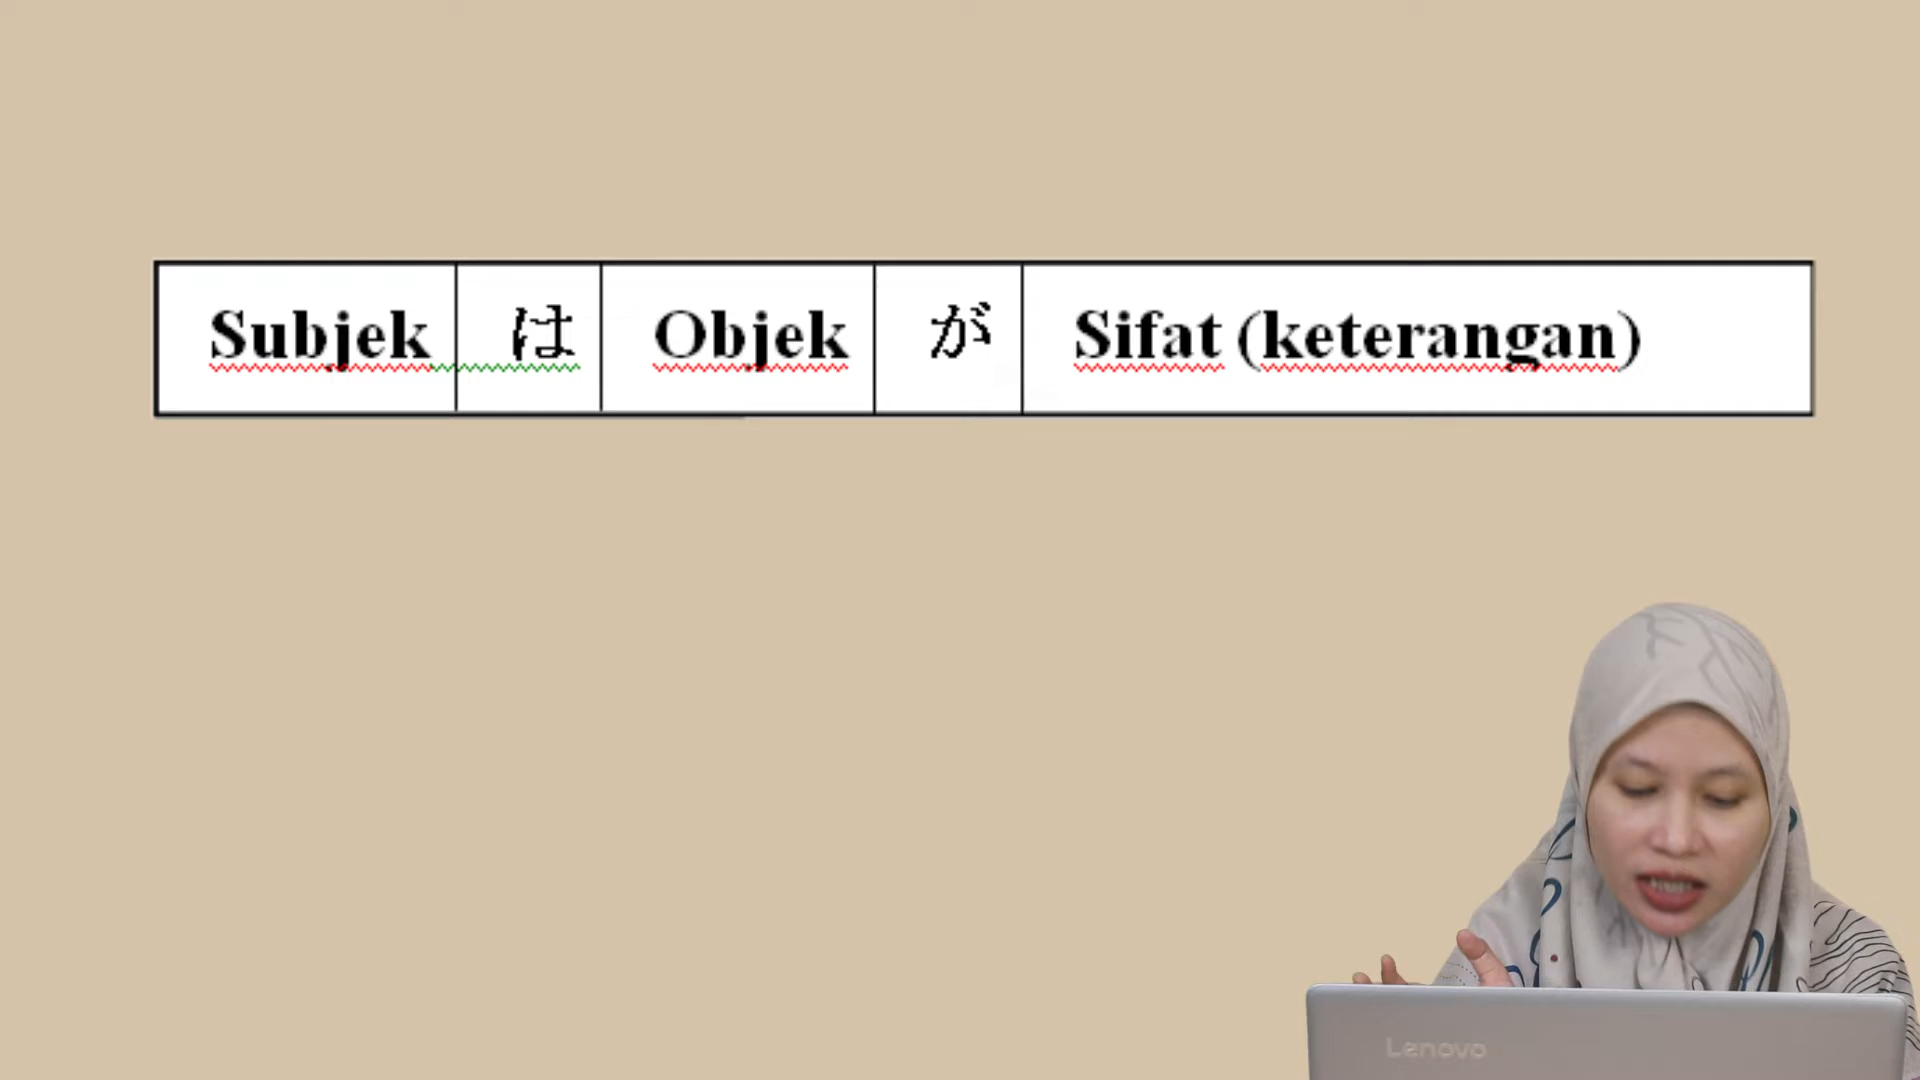 Subjek は Objek が Sifat (keterangan)
Lenovo